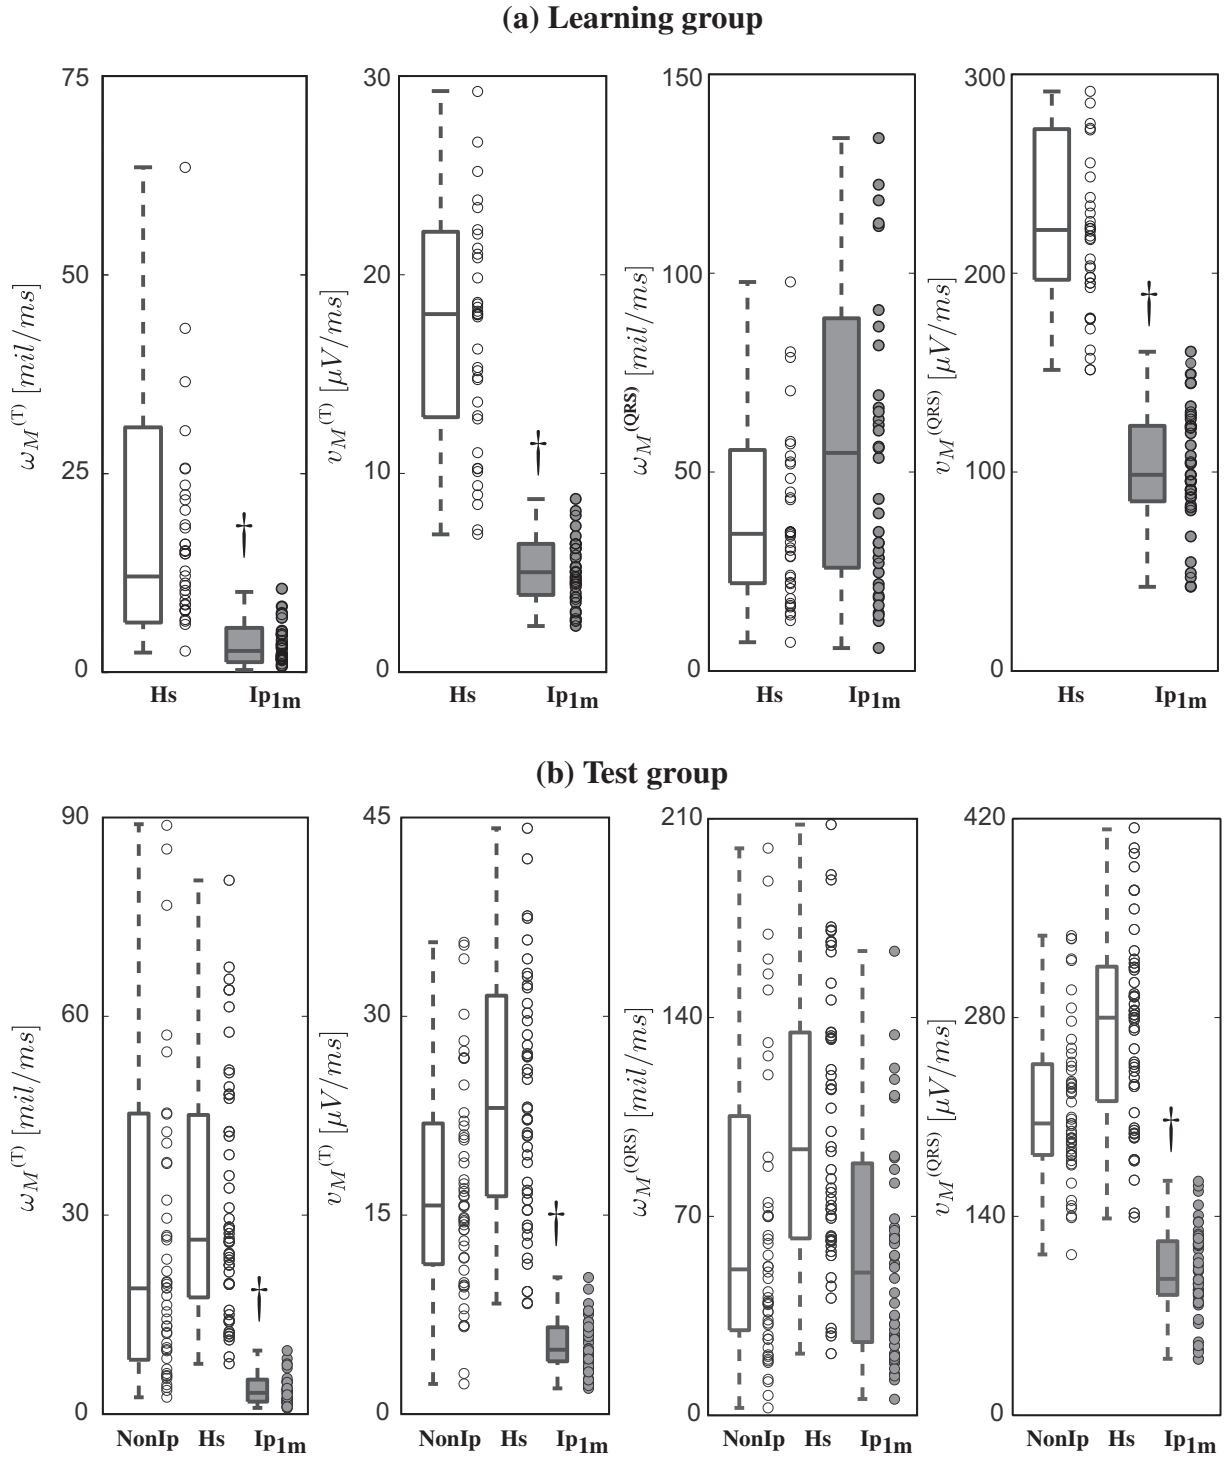 (a) Learning group
75
50
25
0
ωM(T) [mil/ms]
Hs Ip1m
†
30
20
10
0
vM(T) [μV/ms]
Hs Ip1m
†
150
100
50
0
ωM(QRS) [mil/ms]
Hs Ip1m
300
200
100
0
vM(QRS) [μV/ms]
Hs Ip1m
†
(b) Test group
90
60
30
0
ωM(T) [mil/ms]
NonIp Hs Ip1m
†
45
30
15
0
vM(T) [μV/ms]
NonIp Hs Ip1m
†
210
140
70
0
ωM(QRS) [mil/ms]
NonIp Hs Ip1m
420
280
140
0
vM(QRS) [μV/ms]
NonIp Hs Ip1m
†